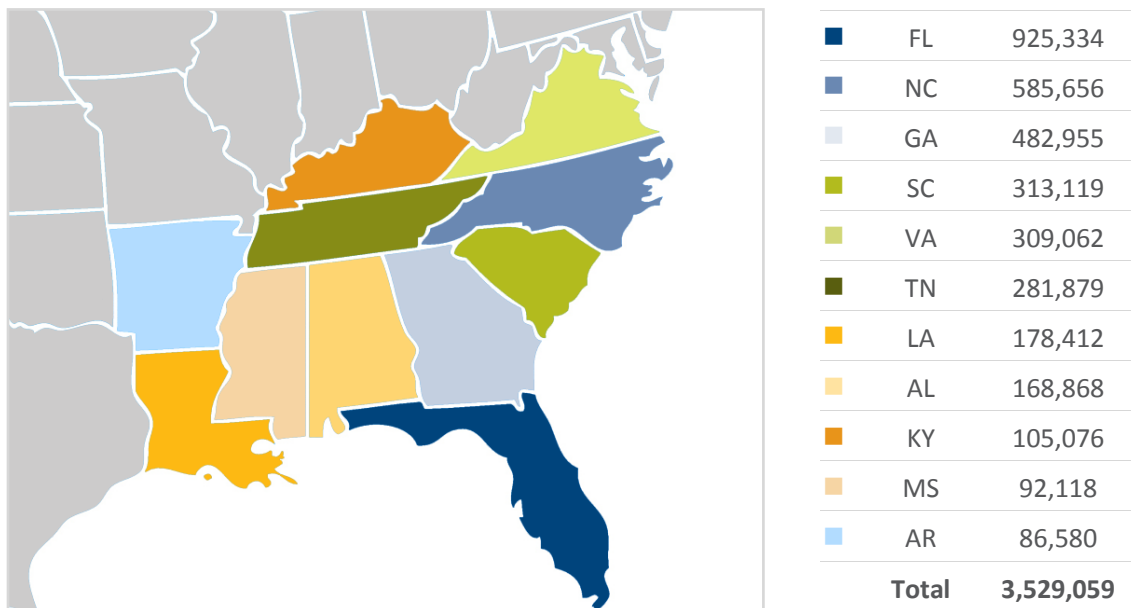 FL 925,334
NC 585,656
GA 482,955
SC 313,119
VA 309,062
TN 281,879
LA 178,412
AL 168,868
KY 105,076
MS 92,118
AR 86,580
Total 3,529,059